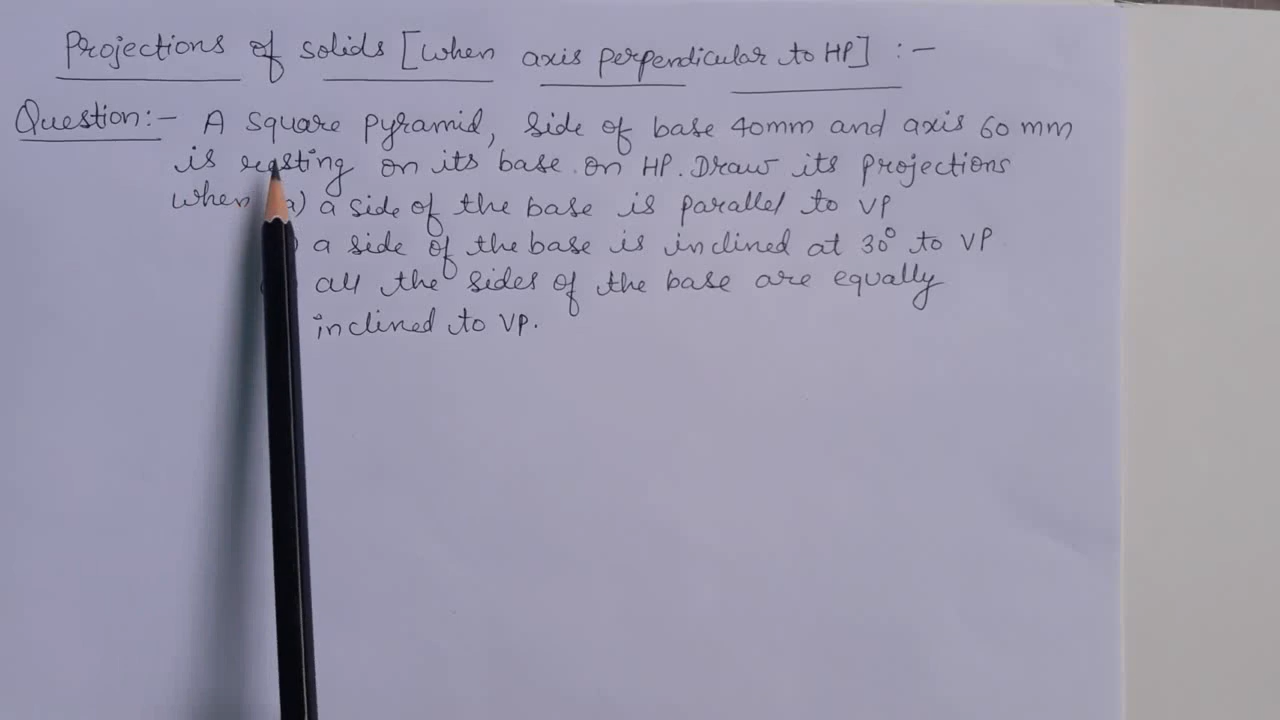 Projections of solids [when axis perpendicular to HP] :-
Question:- A square pyramid, side of base 40mm and axis 60 mm
is resting on its base on HP. Draw its projections
when a) a side of the base is parallel to VP
a side of the base is inclined at 30° to VP
all the sides of the base are equally
inclined to VP.